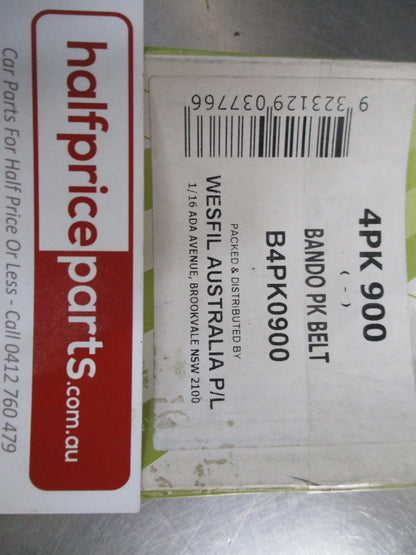 halfpriceparts.com.au
Car Parts For Half Price Or Less - Call 0412 760 479
4PK 900
( - )
BANDO PK BELT
B4PK0900
PACKED & DISTRIBUTED BY
WESFIL AUSTRALIA P/L
1/16 ADA AVENUE, BROOKVALE NSW 2100
9 323129 037766